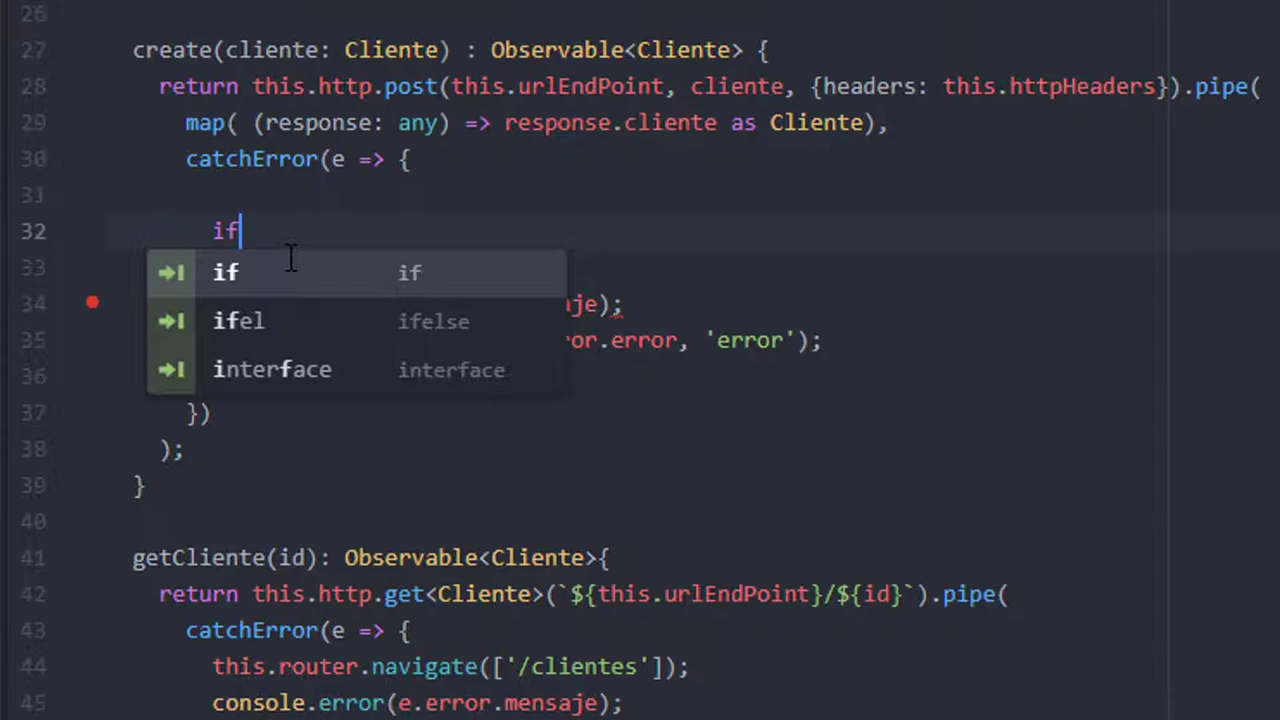 26
27 create(cliente: Cliente) : Observable<Cliente> {
28 return this.http.post(this.urlEndPoint, cliente, {headers: this.httpHeaders}).pipe(
29 map( (response: any) => response.cliente as Cliente),
30 catchError(e => {
31
32 if
33 if if
34 aje);
ifel ifelse
35 or.error, 'error');
36 interface interface
37 })
38 );
39 }
40
41 getCliente(id): Observable<Cliente>{
42 return this.http.get<Cliente>(`${this.urlEndPoint}/${id}`).pipe(
43 catchError(e => {
44 this.router.navigate(['/clientes']);
45 console.error(e.error.mensaje);